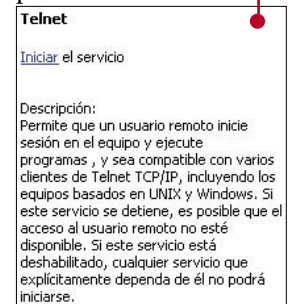 Telnet
Iniciar el servicio
Descripción:
Permite que un usuario remoto inicie
sesión en el equipo y ejecute
programas , y sea compatible con varios
clientes de Telnet TCP/IP, incluyendo los
equipos basados en UNIX y Windows. Si
este servicio se detiene, es posible que el
acceso al usuario remoto no esté
disponible. Si este servicio está
deshabilitado, cualquier servicio que
explícitamente dependa de él no podrá
iniciarse.